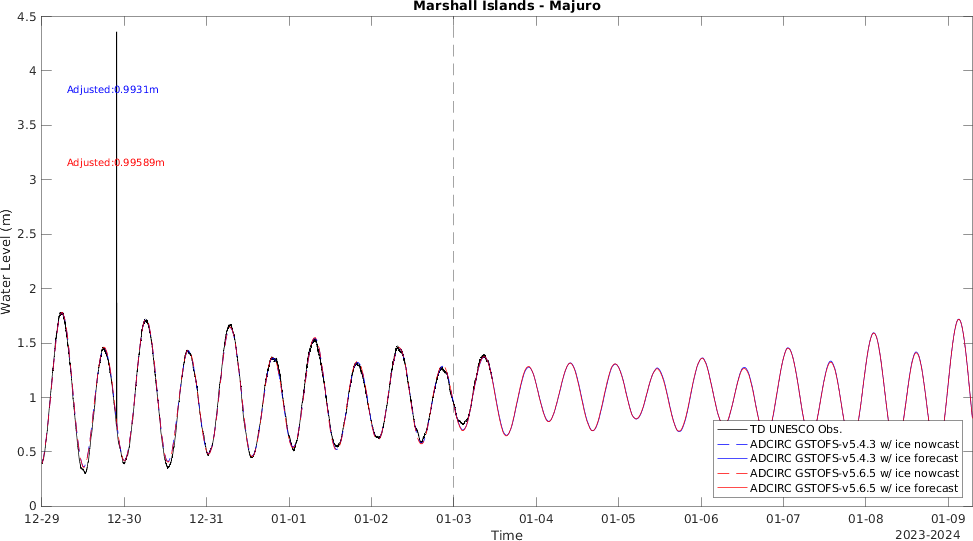 Marshall Islands - Majuro
4.5
4
3.5
3
2.5
2
1.5
1
0.5
0
Water Level (m)
Adjusted:0.9931m
Adjusted:0.99589m
TD UNESCO Obs.
ADCIRC GSTOFS-v5.4.3 w/ ice nowcast
ADCIRC GSTOFS-v5.4.3 w/ ice forecast
ADCIRC GSTOFS-v5.6.5 w/ ice nowcast
ADCIRC GSTOFS-v5.6.5 w/ ice forecast
12-29 12-30 12-31 01-01 01-02 01-03 01-04 01-05 01-06 01-07 01-08 01-09
Time
2023-2024